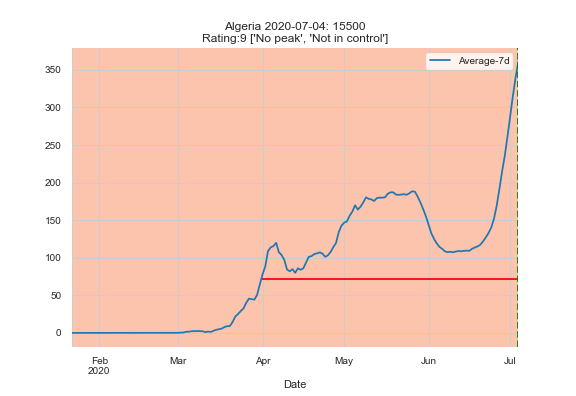 Algeria 2020-07-04: 15500
Rating:9 ['No peak', 'Not in control']
Average-7d
350
300
250
200
150
100
50
0
Feb
2020
Mar
Apr
May
Jun
Jul
Date